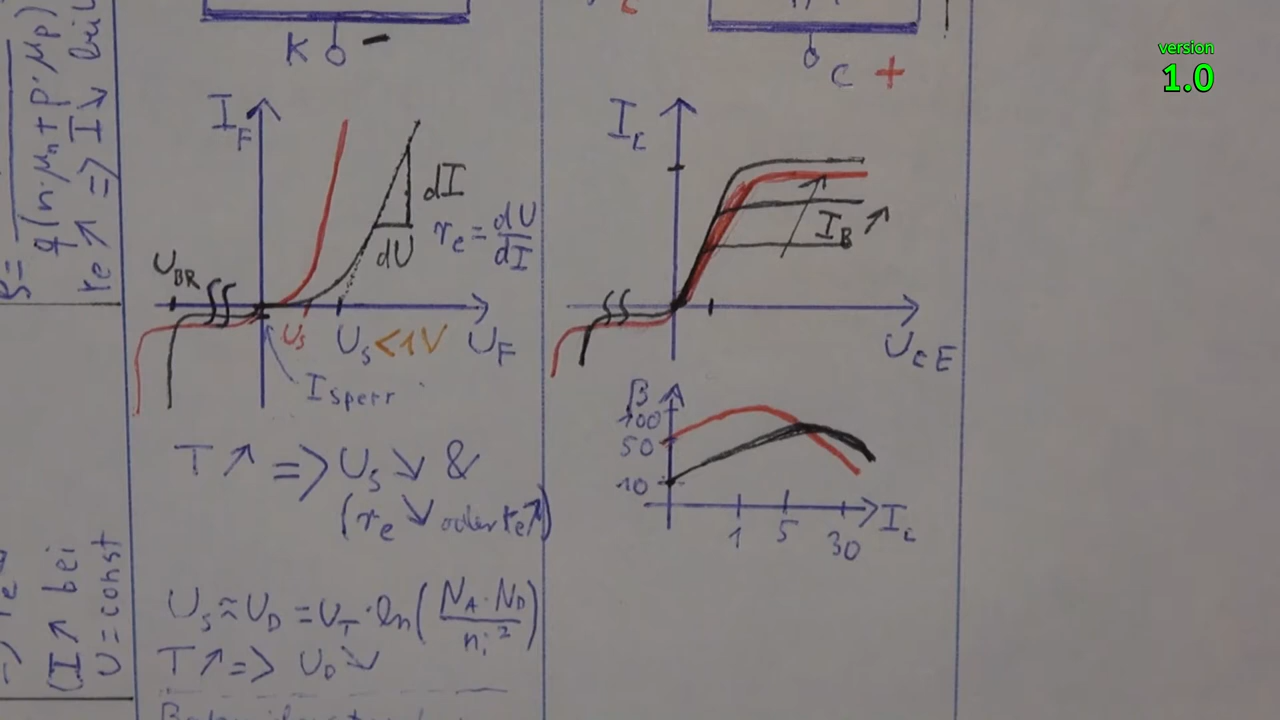 version
1.0
K
-
C +
I_F
dI
dU
r_e = dU/dI
U_BR
U_S
U_S <1V
U_F
I_Sperr
T ↗ => U_S ↘ &
(r_e ↘ oder r_e ↗)
U_S ≈ U_D = U_T · ln( N_A · N_D / n_i² )
T ↗ => U_D ↘
I_C
I_B ↗
U_CE
β
100
50
10
1 5 30 I_C
q(n·μ_n + p·μ_p)
r_e ↗ => I ↘
(I ↗ bei
U = const